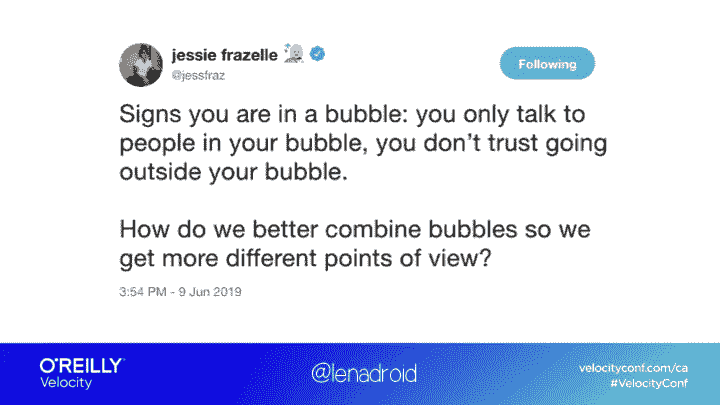 jessie frazelle
@jessfraz
Following
Signs you are in a bubble: you only talk to
people in your bubble, you don't trust going
outside your bubble.
How do we better combine bubbles so we
get more different points of view?
3:54 PM - 9 Jun 2019
O'REILLY
Velocity
@lenadroid
velocityconf.com/ca
#VelocityConf